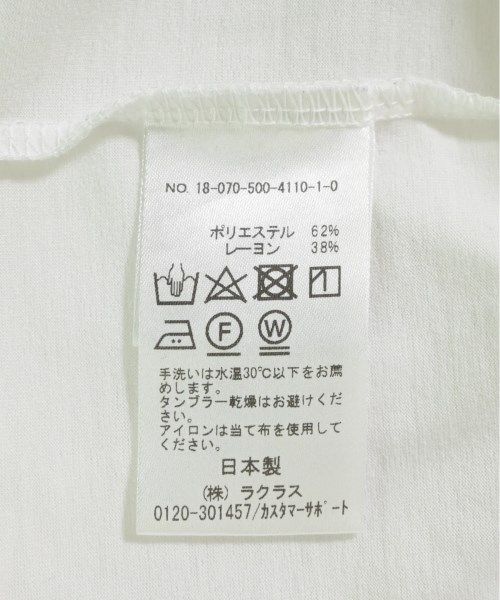 NO. 18-070-500-4110-1-0
ポリエステル 62%
レーヨン 38%
F W
手洗いは水温30℃以下をお薦
めします。
タンブラー乾燥はお避けくだ
さい。
アイロンは当て布を使用して
ください。
日本製
(株) ラクラス
0120-301457/カスタマーサポート